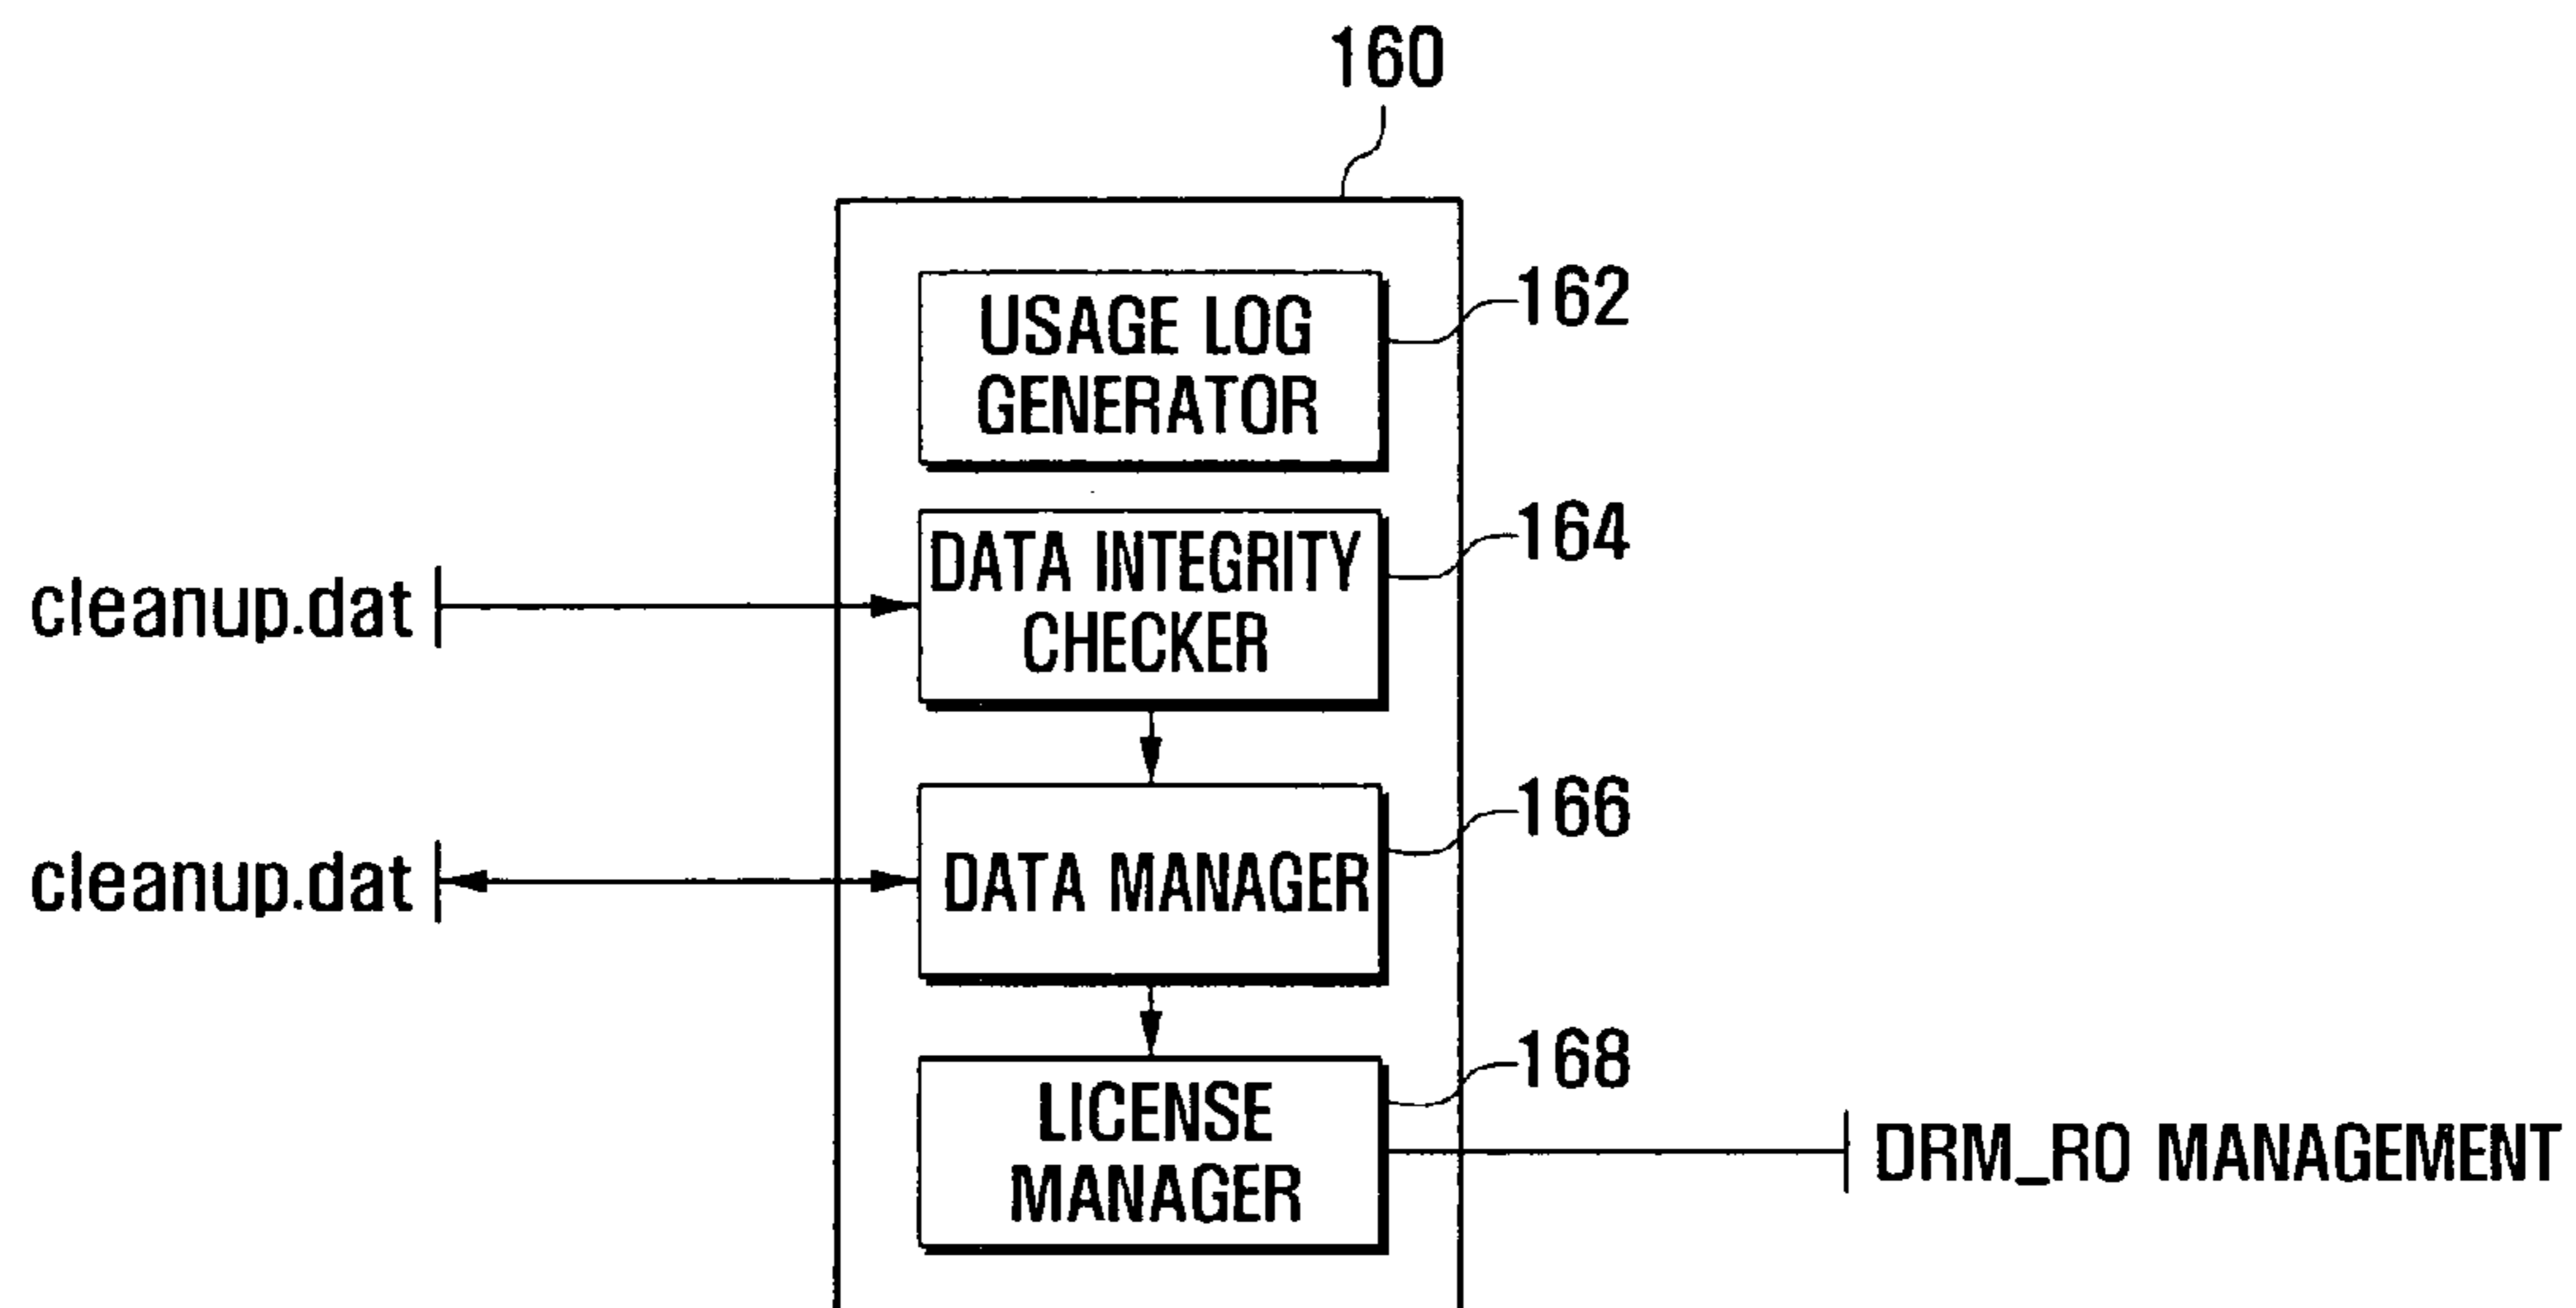 160
USAGE LOG
GENERATOR
162
DATA INTEGRITY
CHECKER
164
cleanup.dat
DATA MANAGER
166
cleanup.dat
LICENSE
MANAGER
168
DRM_RO MANAGEMENT